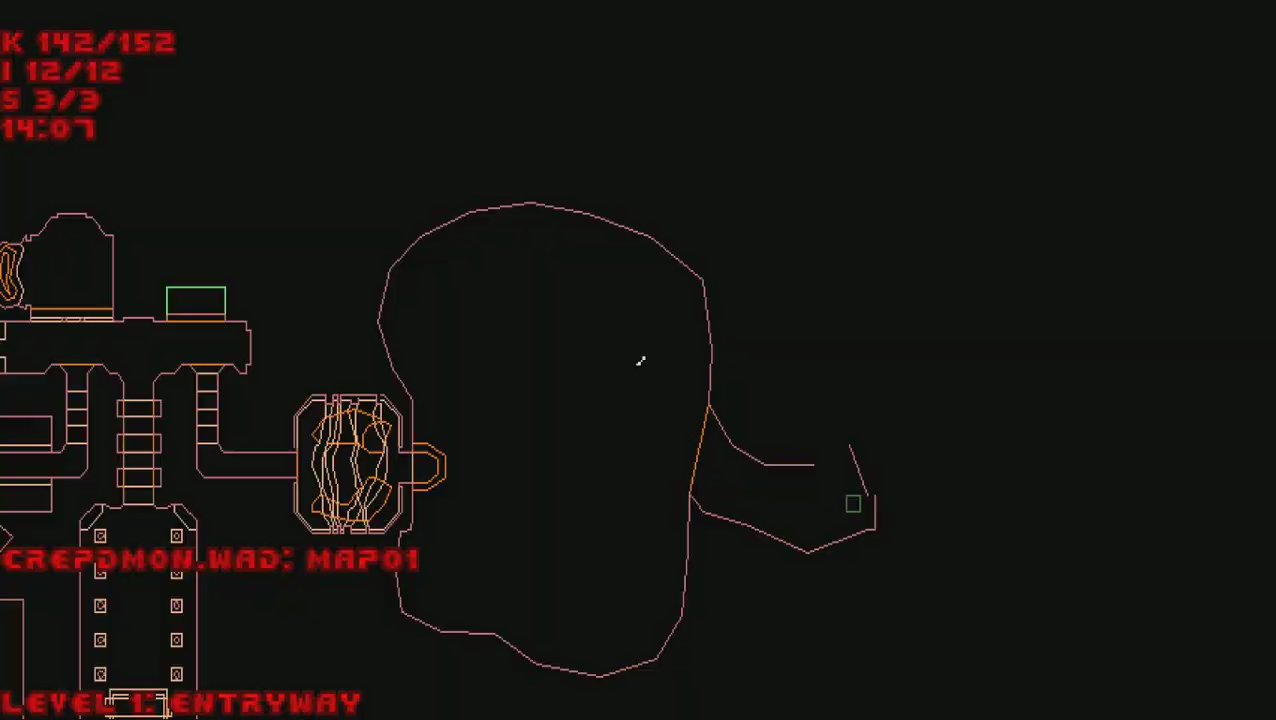 K 142/152
I 12/12
S 3/3
14:07
CREPDMON.WAD: MAP01
LEVEL 1: ENTRYWAY